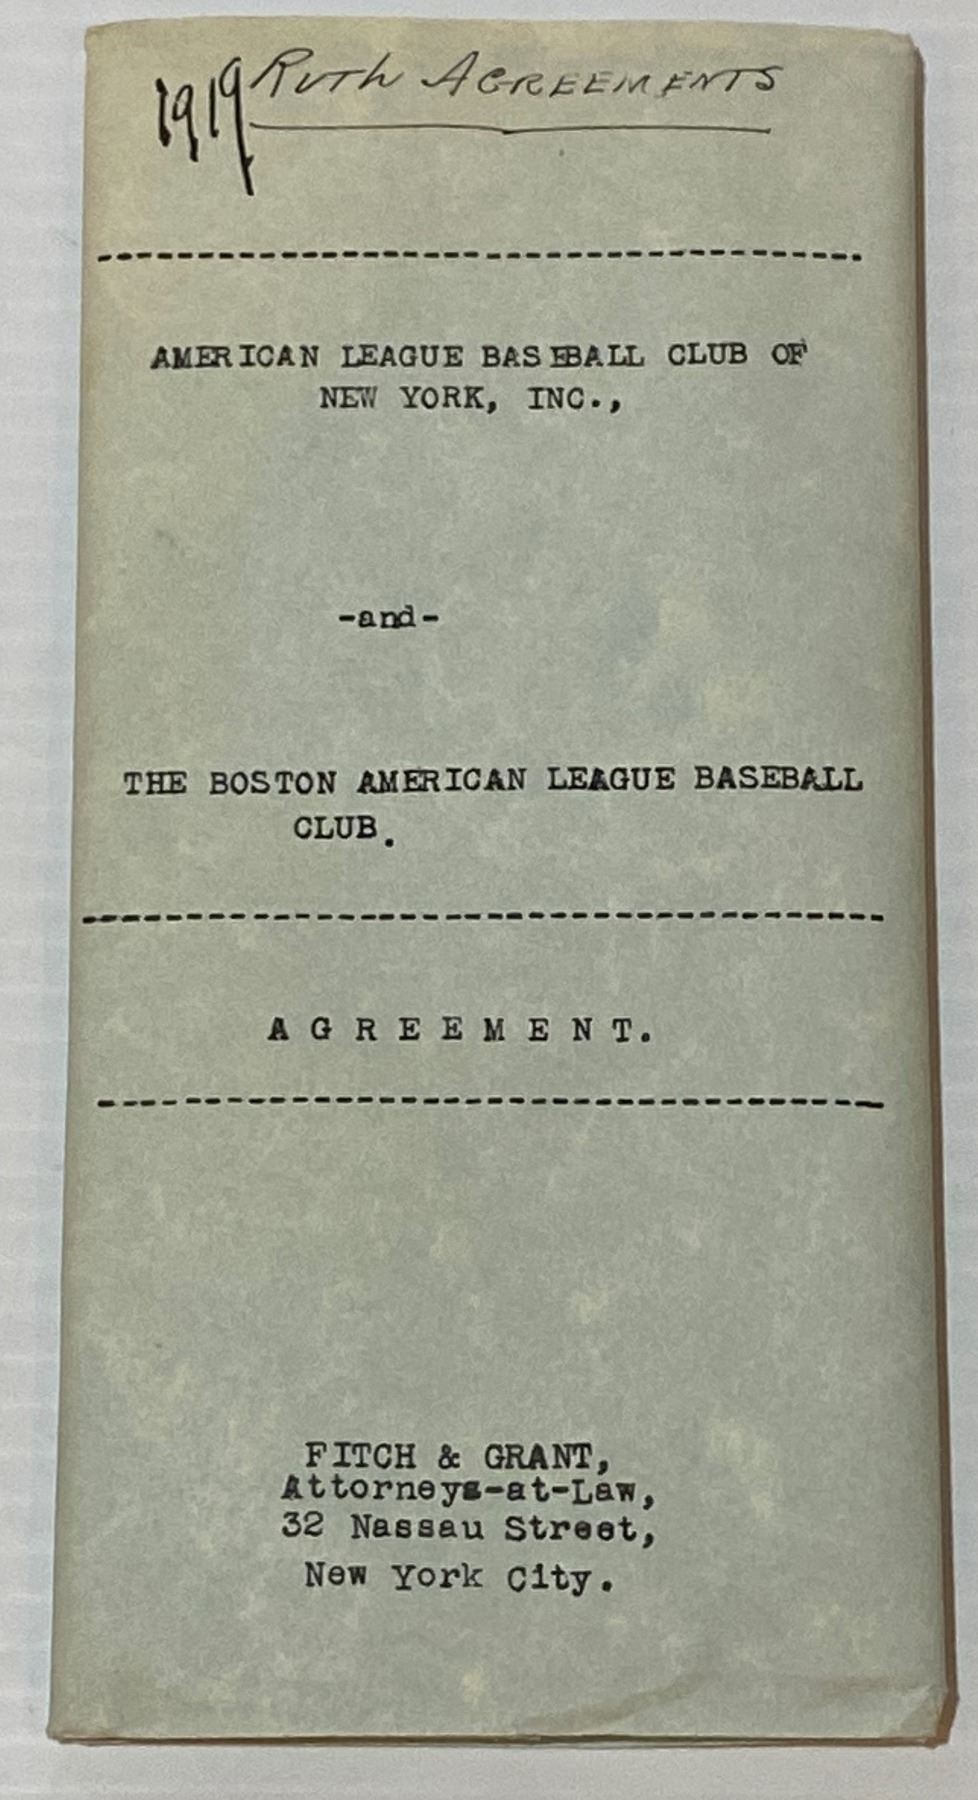 1919 Ruth AGREEMENTS
AMERICAN LEAGUE BASEBALL CLUB OF
NEW YORK, INC.,
-and-
THE BOSTON AMERICAN LEAGUE BASEBALL
CLUB.
A G R E E M E N T.
FITCH & GRANT,
Attorneys-at-Law,
32 Nassau Street,
New York City.